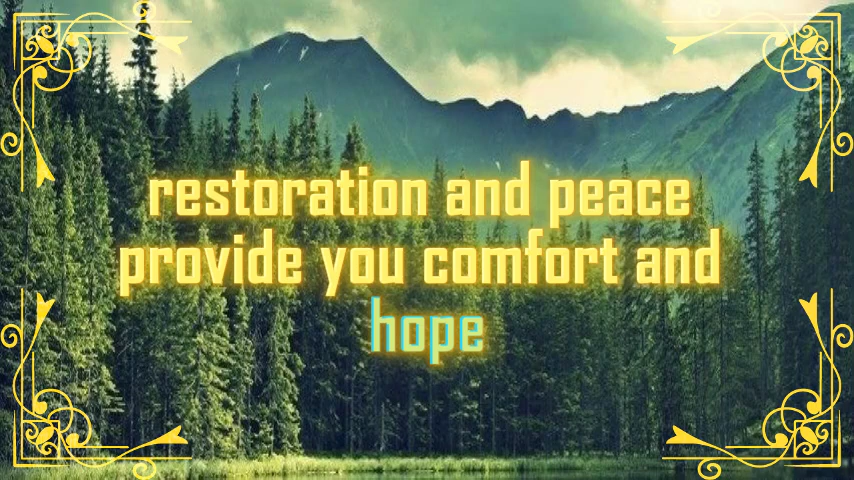 restoration and peace
provide you comfort and
hope